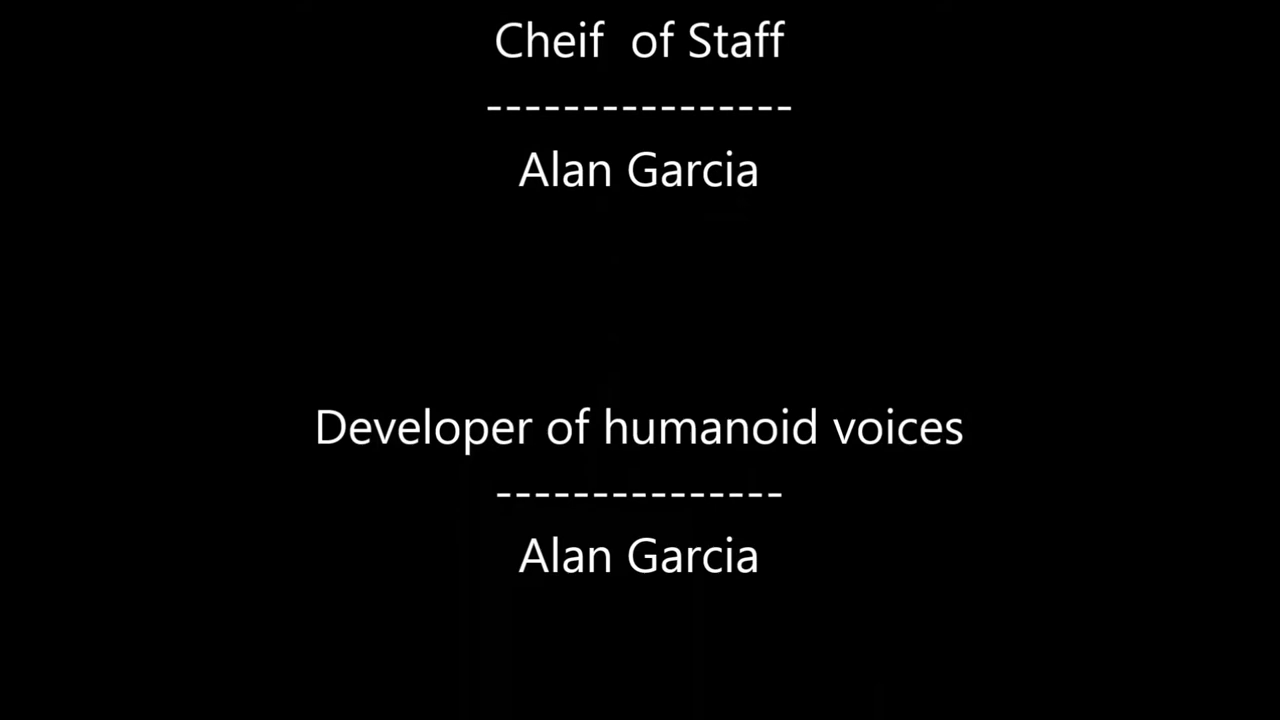 Cheif  of Staff
----------------
Alan Garcia
Developer of humanoid voices
---------------
Alan Garcia